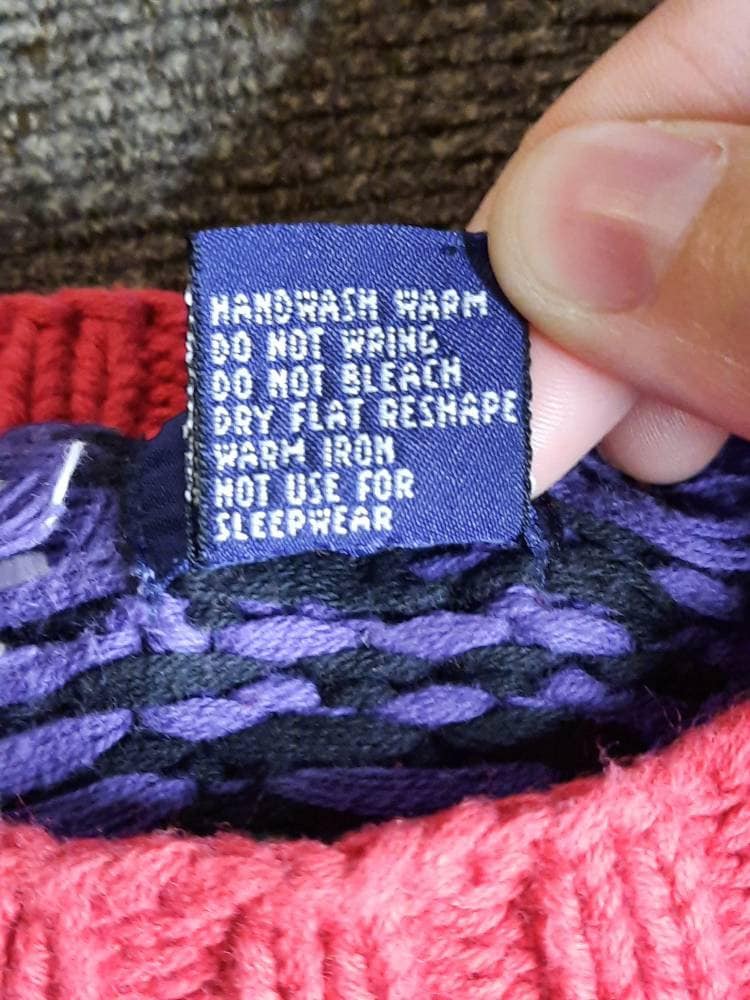 HANDWASH WARM
DO NOT WRING
DO NOT BLEACH
DRY FLAT RESHAPE
WARM IRON
NOT USE FOR
SLEEPWEAR